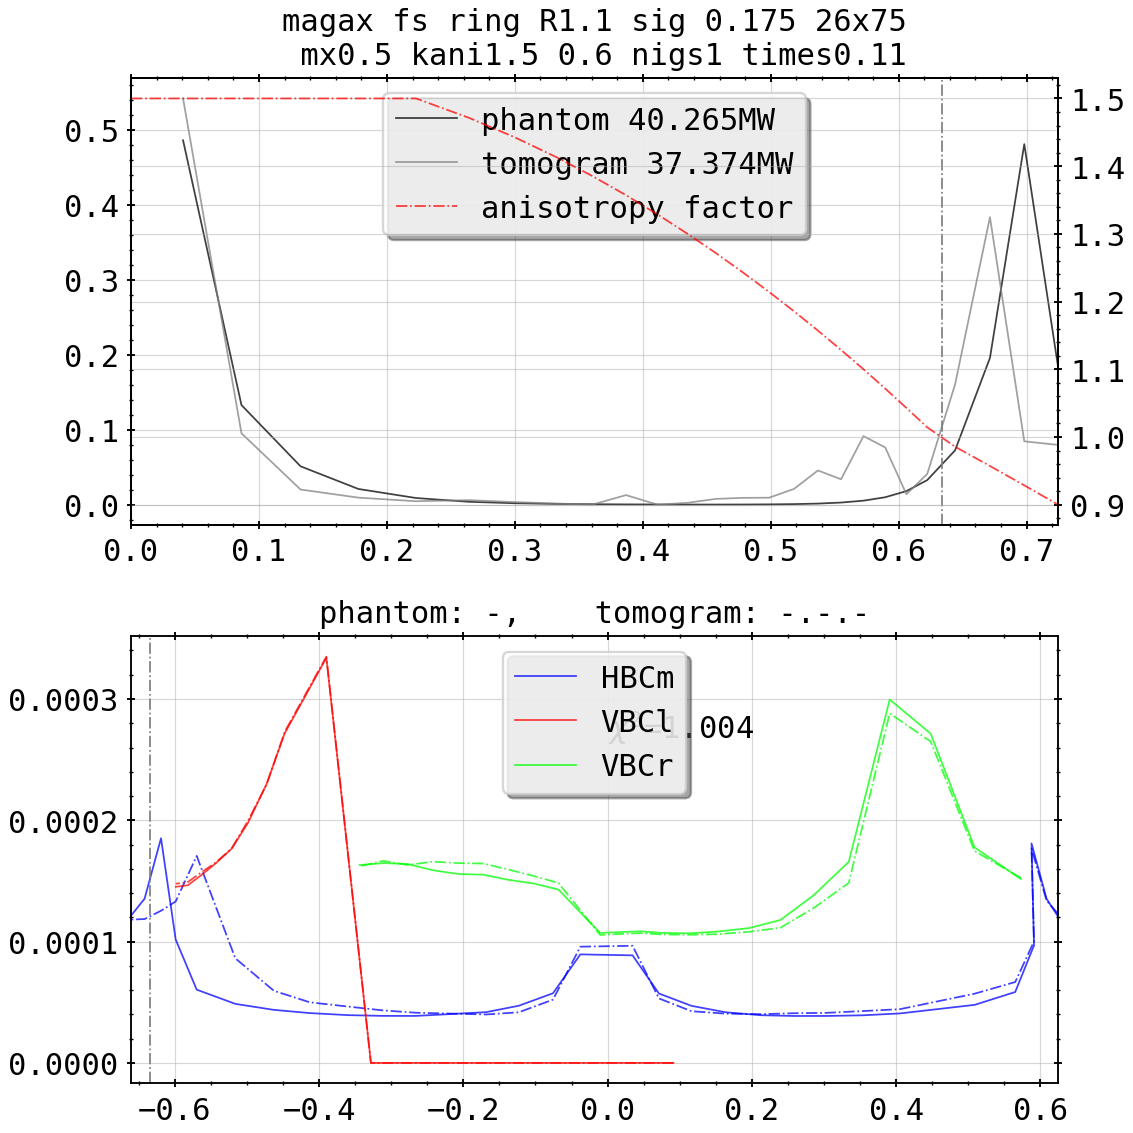 magax fs ring R1.1 sig 0.175 26x75
mx0.5 kani1.5 0.6 nigs1 times0.11
phantom 40.265MW
tomogram 37.374MW
anisotropy factor
0.5
0.4
0.3
0.2
0.1
0.0
1.5
1.4
1.3
1.2
1.1
1.0
0.9
0.0 0.1 0.2 0.3 0.4 0.5 0.6 0.7
phantom: -,    tomogram: -.-.-
HBCm
VBCl
VBCr
1.004
0.0003
0.0002
0.0001
0.0000
−0.6 −0.4 −0.2 0.0 0.2 0.4 0.6